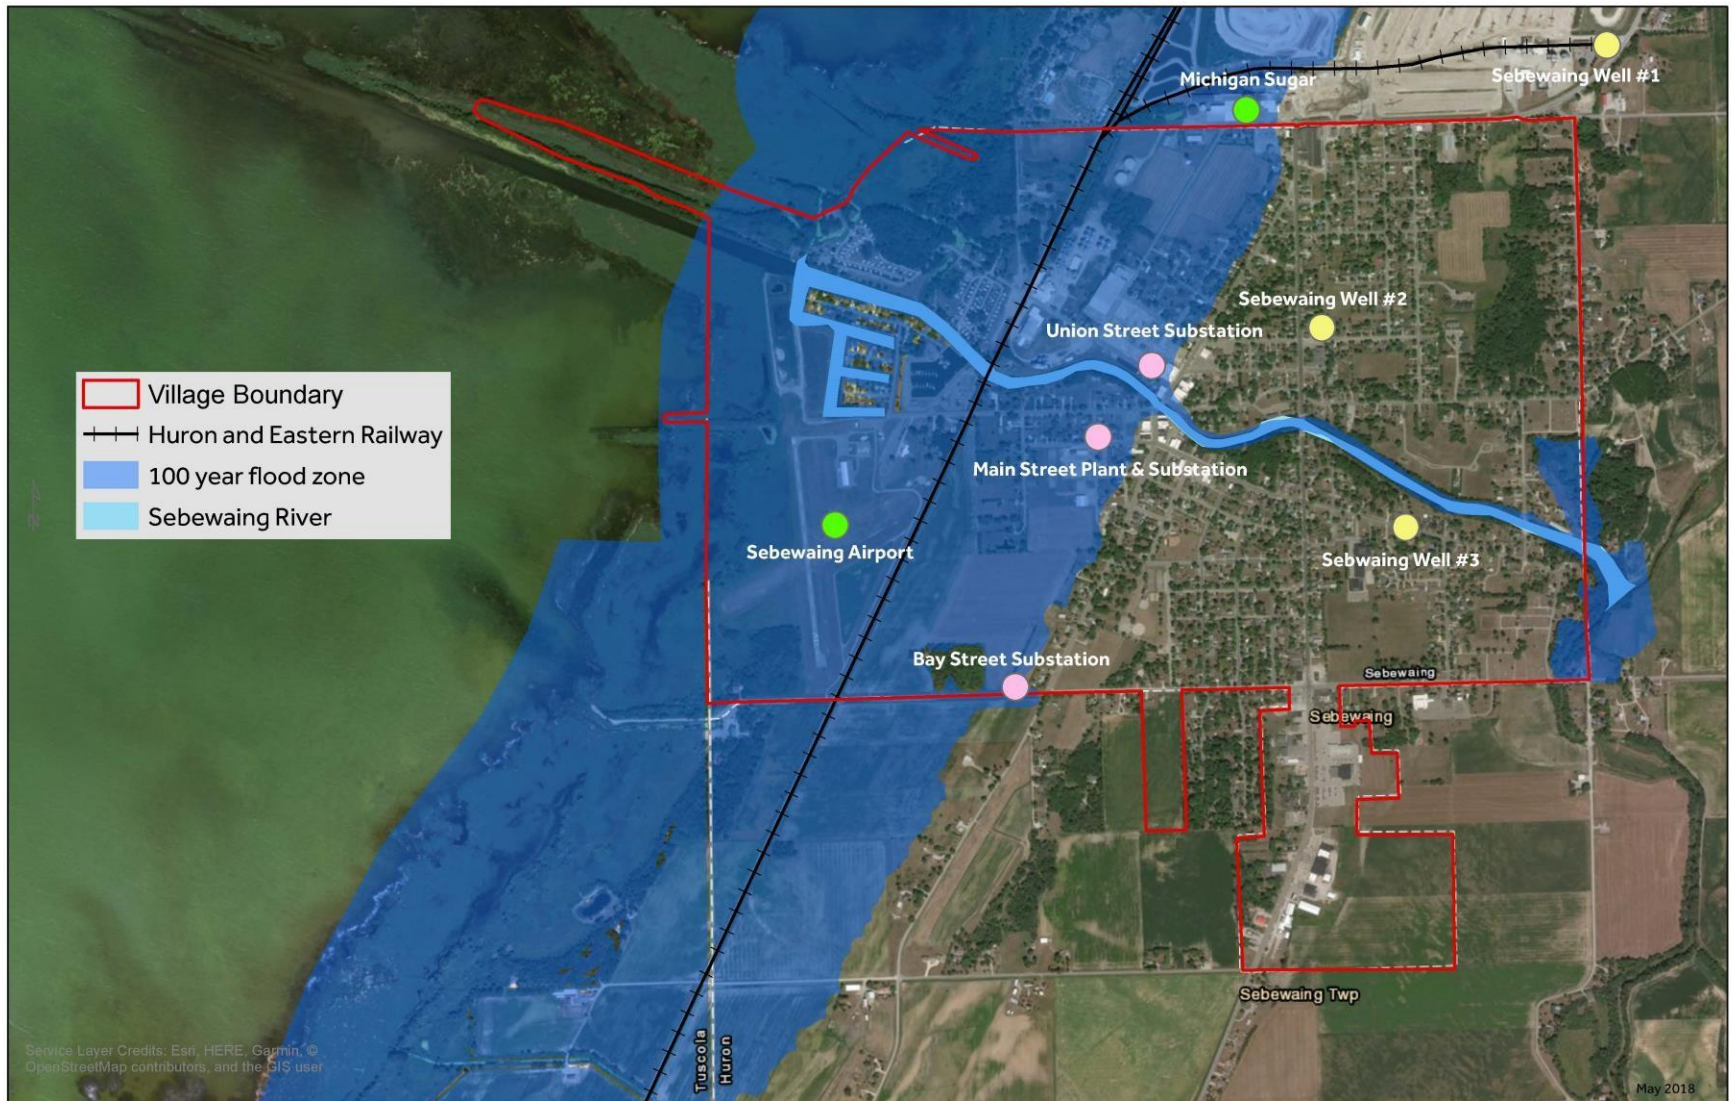 Michigan Sugar
Sebewaing Well #1
Sebewaing Well #2
Union Street Substation
Village Boundary
Huron and Eastern Railway
100 year flood zone
Sebewaing River
Main Street Plant & Substation
Sebewaing Airport
Sebwaing Well #3
Bay Street Substation
Sebewaing
Sebewaing
Sebewaing Twp
Tuscola
Huron
Service Layer Credits: Esri, HERE, Garmin, ©
OpenStreetMap contributors, and the GIS user
May 2018